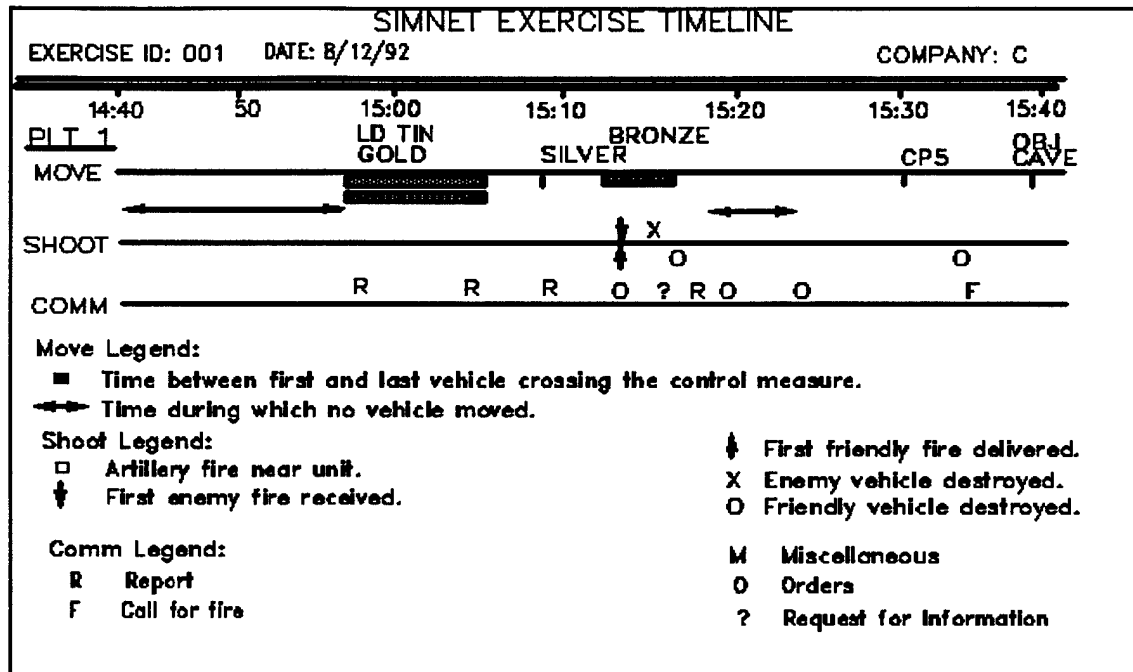 SIMNET EXERCISE TIMELINE
EXERCISE ID: 001 DATE: 8/12/92 COMPANY: C
14:40 50 15:00 15:10 15:20 15:30 15:40
PLT 1 LD TIN BRONZE OBJ
GOLD SILVER CP5 CAVE
MOVE
X
SHOOT
O O
R R R O ? R O O F
COMM
Move Legend:
Time between first and last vehicle crossing the control measure.
Time during which no vehicle moved.
Shoot Legend:
Artillery fire near unit.
First enemy fire received.
First friendly fire delivered.
X Enemy vehicle destroyed.
O Friendly vehicle destroyed.
Comm Legend:
R Report
F Call for fire
M Miscellaneous
O Orders
? Request for Information